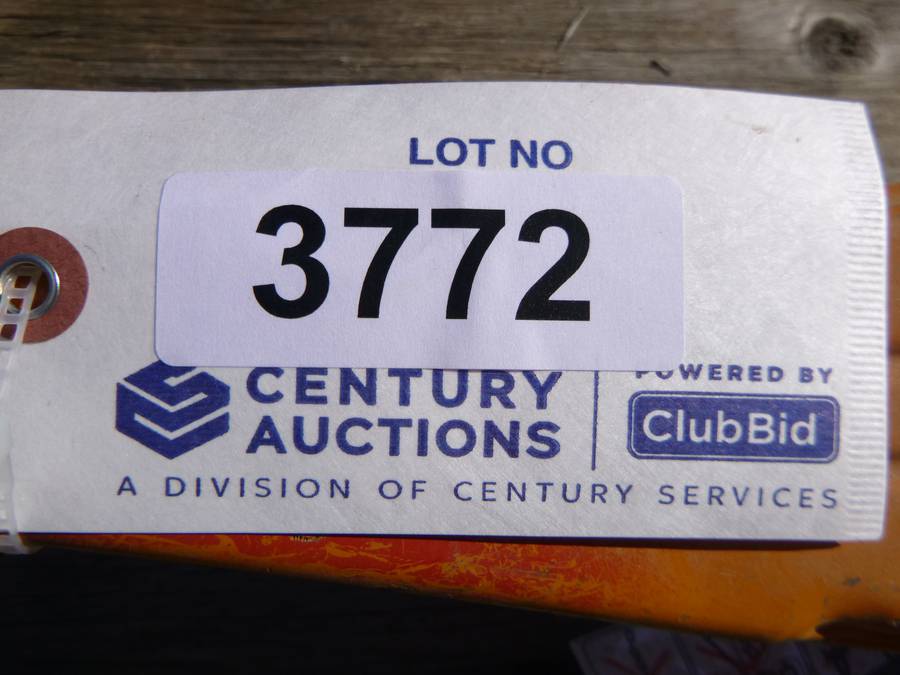 LOT NO
3772
CENTURY
AUCTIONS
POWERED BY
ClubBid
A DIVISION OF CENTURY SERVICES